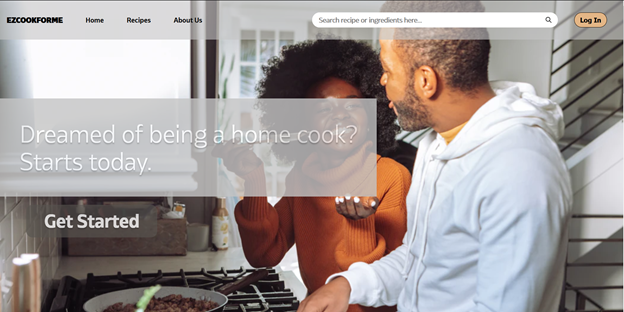 EZCOOKFORME
Home
Recipes
About Us
Search recipe or ingredients here...
Log In
Dreamed of being a home cook?
Starts today.
Get Started